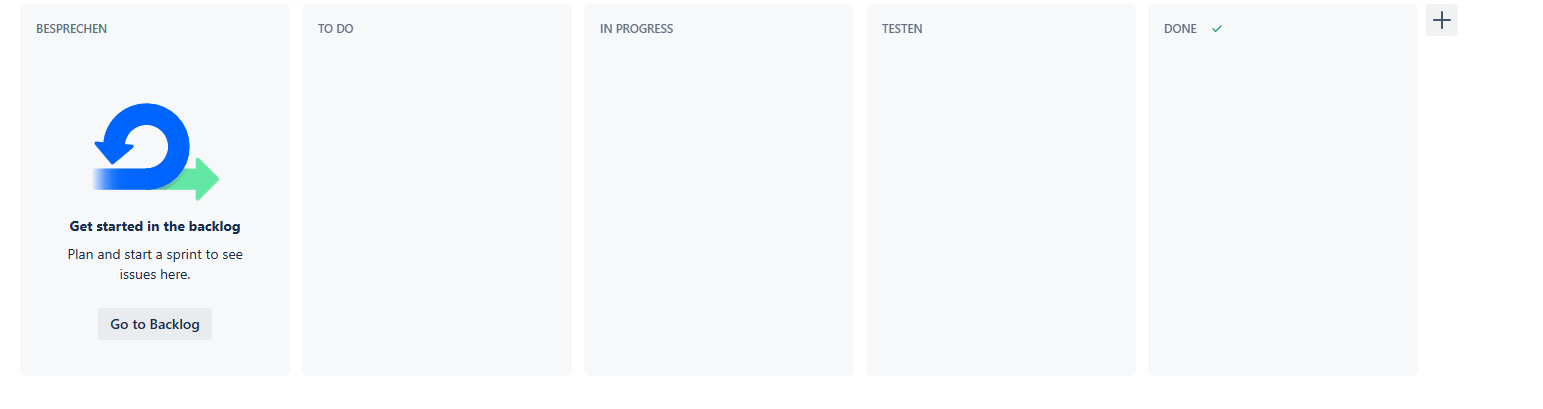 BESPRECHEN
TO DO
IN PROGRESS
TESTEN
DONE
Get started in the backlog
Plan and start a sprint to see
issues here.
Go to Backlog